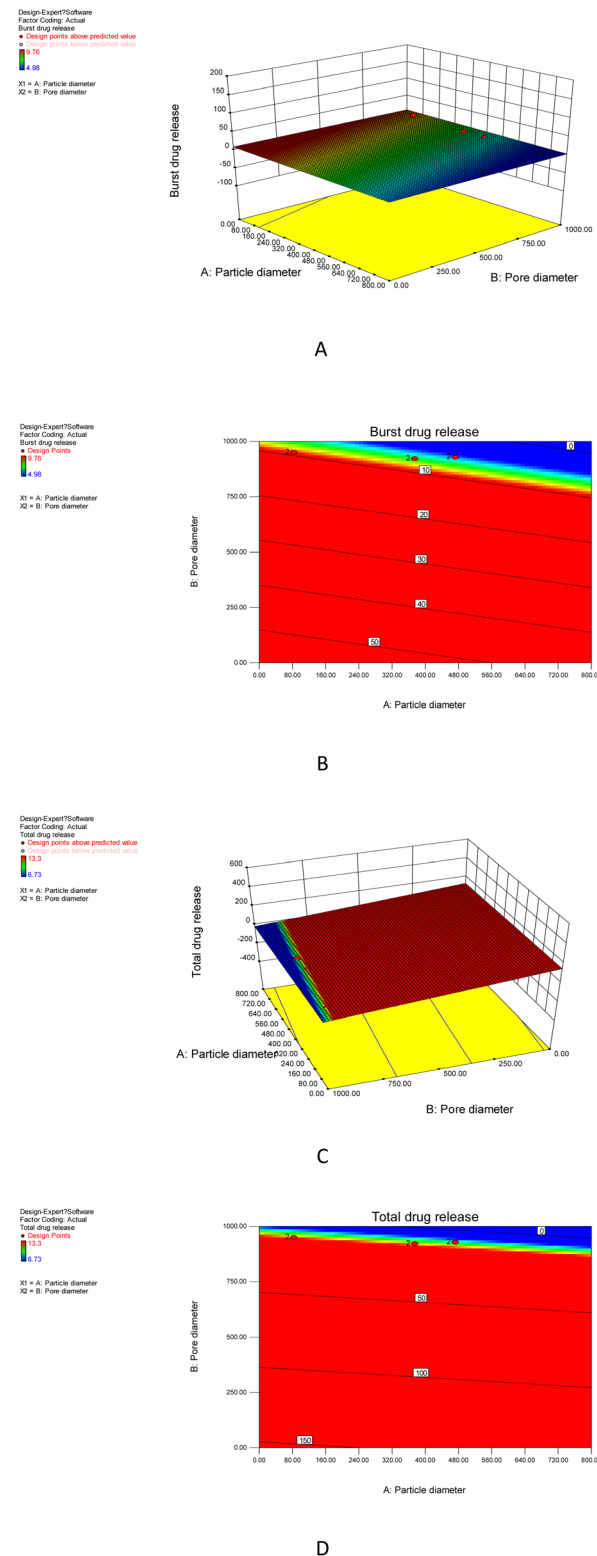 Design-Expert?Software
Factor Coding: Actual
Burst drug release
Design points above predicted value
Design points below predicted value
9.76
4.98
X1 = A: Particle diameter
X2 = B: Pore diameter
200
150
100
50
0
-50
-100
Burst drug release
0.00
80.00
160.00
240.00
320.00
400.00
480.00
560.00
640.00
720.00
800.00
A: Particle diameter
0.00
250.00
500.00
750.00
1000.00
B: Pore diameter
A
Design-Expert?Software
Factor Coding: Actual
Burst drug release
Design Points
9.76
4.98
X1 = A: Particle diameter
X2 = B: Pore diameter
Burst drug release
1000.00
750.00
500.00
250.00
0.00
B: Pore diameter
0
2
2
2
10
20
30
40
50
0.00 80.00 160.00 240.00 320.00 400.00 480.00 560.00 640.00 720.00 800.0
A: Particle diameter
B
Design-Expert?Software
Factor Coding: Actual
Total drug release
Design points above predicted value
Design points below predicted value
13.3
6.73
X1 = A: Particle diameter
X2 = B: Pore diameter
600
400
200
0
-200
-400
Total drug release
800.00
720.00
640.00
560.00
480.00
400.00
320.00
240.00
160.00
80.00
0.00
A: Particle diameter
1000.00
750.00
500.00
250.00
0.00
B: Pore diameter
C
Design-Expert?Software
Factor Coding: Actual
Total drug release
Design Points
13.3
6.73
X1 = A: Particle diameter
X2 = B: Pore diameter
Total drug release
1000.00
750.00
500.00
250.00
0.00
B: Pore diameter
0
2
2
2
50
100
150
0.00 80.00 160.00 240.00 320.00 400.00 480.00 560.00 640.00 720.00 800.0
A: Particle diameter
D